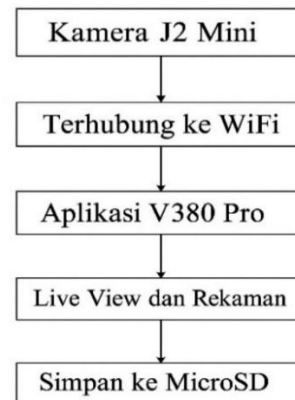 Kamera J2 Mini
Terhubung ke WiFi
Aplikasi V380 Pro
Live View dan Rekaman
Simpan ke MicroSD